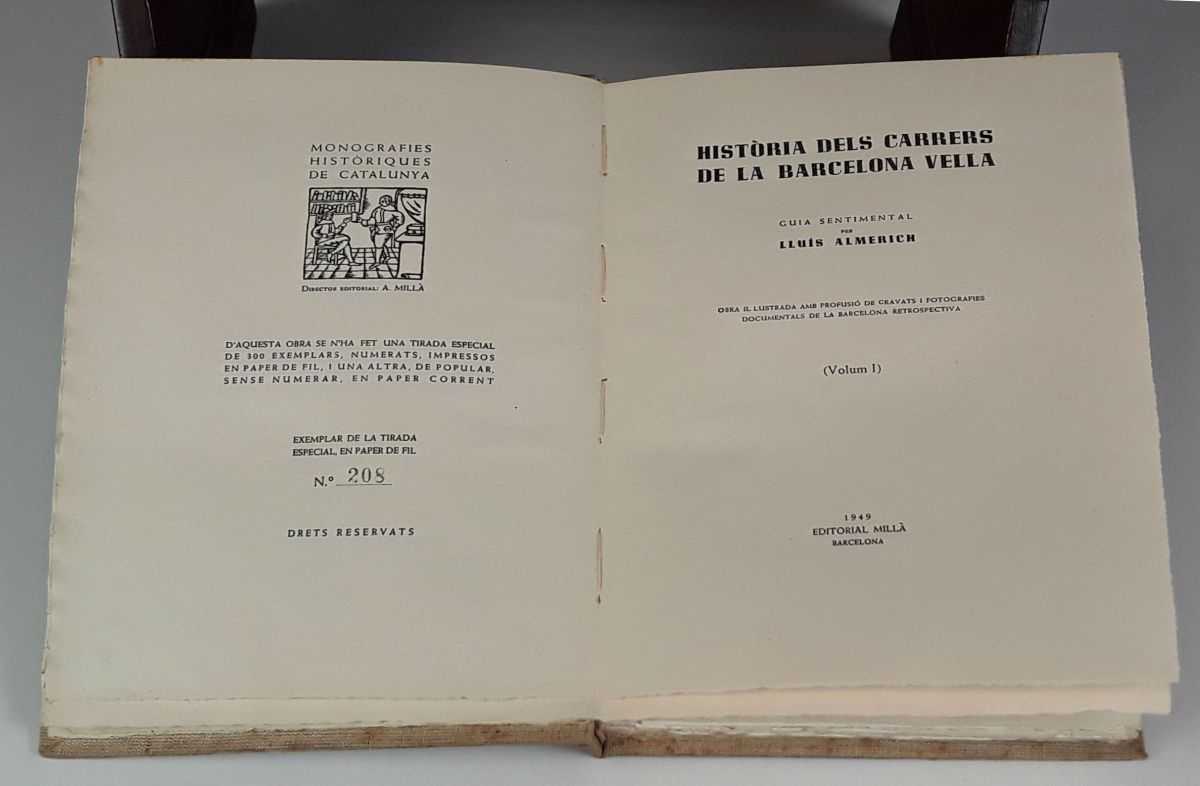 MONOGRAFIES
HISTÒRIQUES
DE CATALUNYA
DIRECTOR EDITORIAL: A. MILLÀ
D'AQUESTA OBRA SE N'HA FET UNA TIRADA ESPECIAL
DE 300 EXEMPLARS, NUMERATS, IMPRESSOS
EN PAPER DE FIL, I UNA ALTRA, DE POPULAR,
SENSE NUMERAR, EN PAPER CORRENT
EXEMPLAR DE LA TIRADA
ESPECIAL, EN PAPER DE FIL
N.º 208
DRETS RESERVATS
HISTÒRIA DELS CARRERS
DE LA BARCELONA VELLA
GUIA SENTIMENTAL
PER
LLUÍS ALMERICH
OBRA IL·LUSTRADA AMB PROFUSIÓ DE GRAVATS I FOTOGRAFIES
DOCUMENTALS DE LA BARCELONA RETROSPECTIVA
(Volum I)
1949
EDITORIAL MILLÀ
BARCELONA